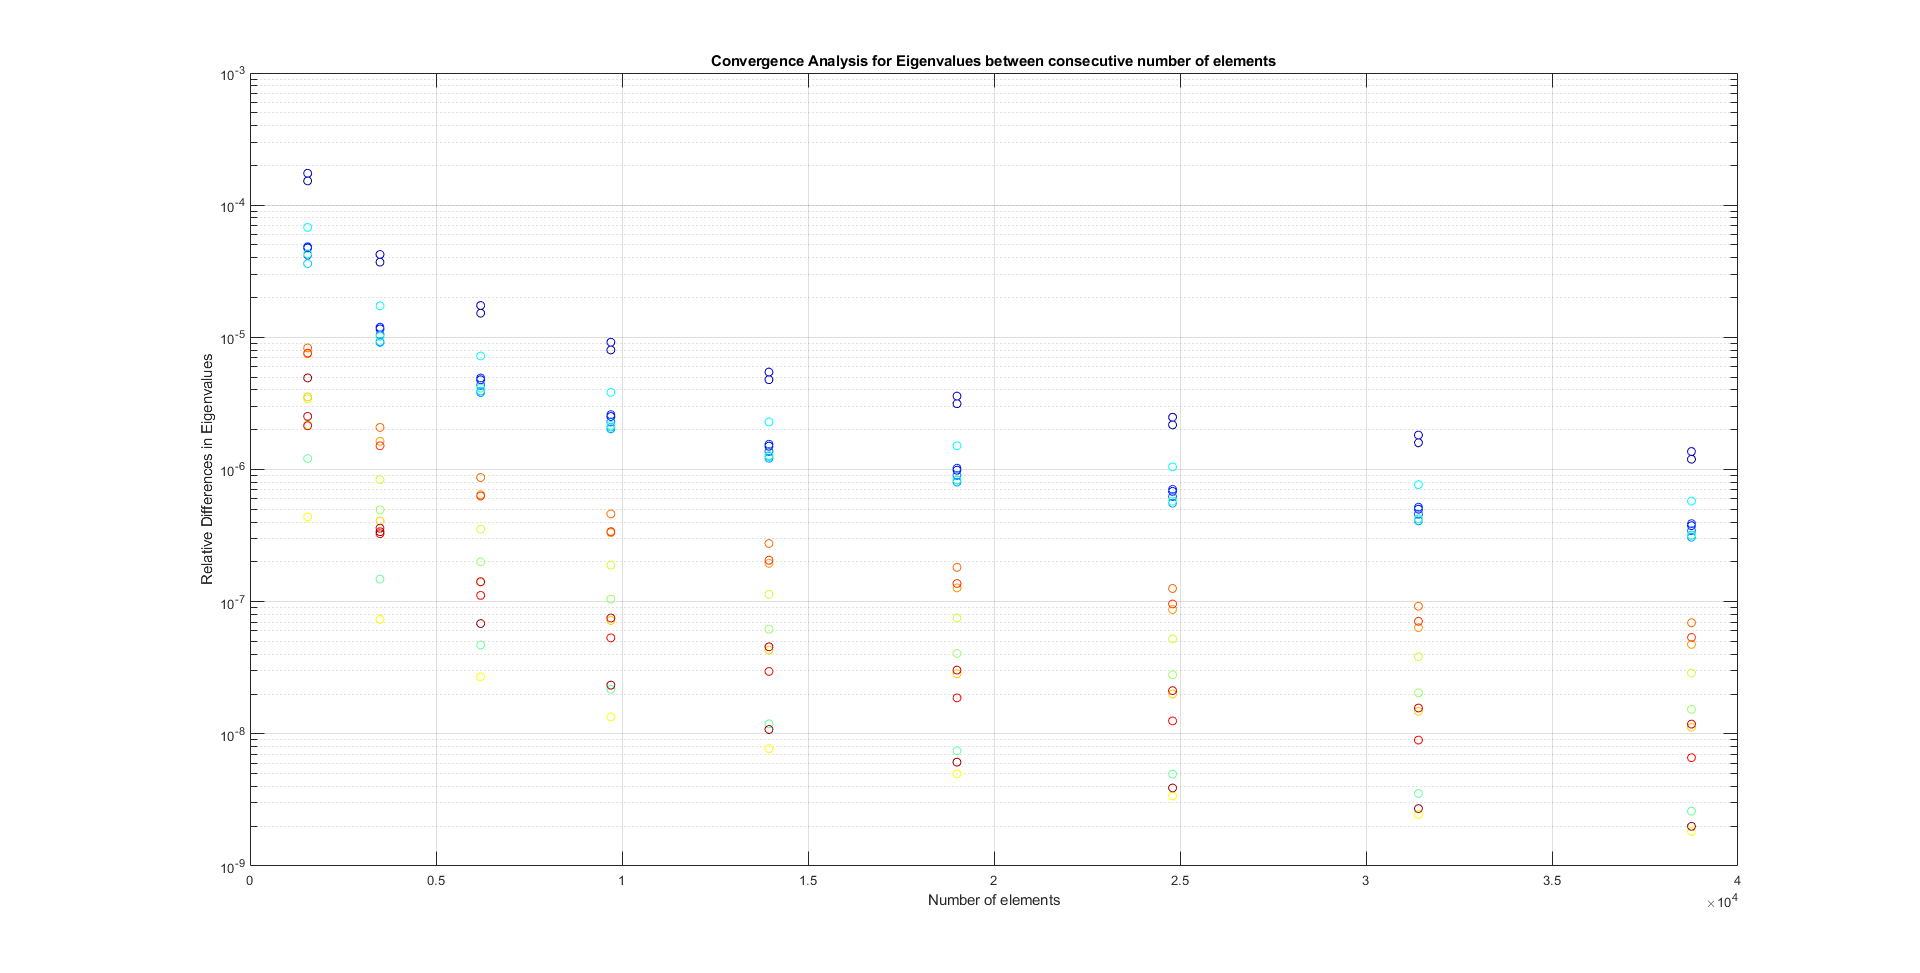 Convergence Analysis for Eigenvalues between consecutive number of elements
10^-3
10^-4
10^-5
10^-6
10^-7
10^-8
10^-9
Relative Differences in Eigenvalues
0 0.5 1 1.5 2 2.5 3 3.5 4
Number of elements
×10^4